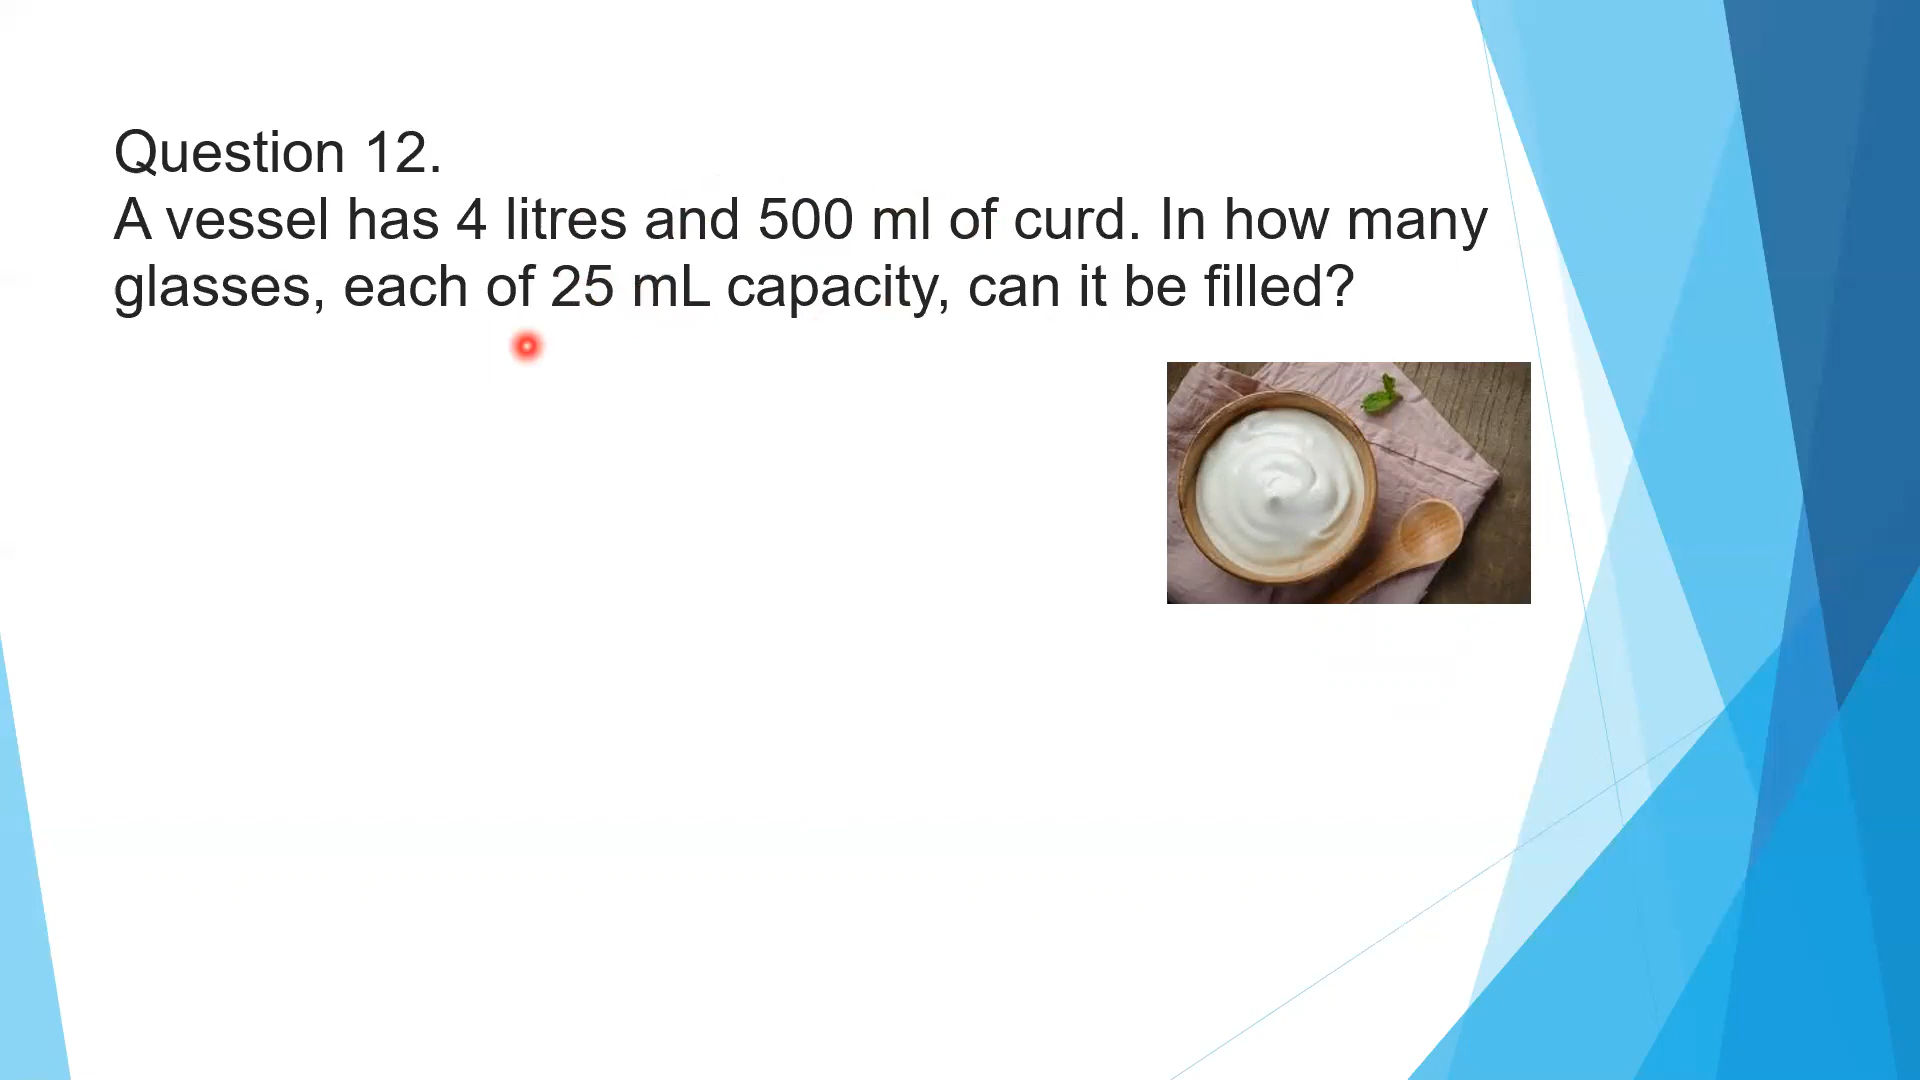 Question 12.
A vessel has 4 litres and 500 ml of curd. In how many
glasses, each of 25 mL capacity, can it be filled?